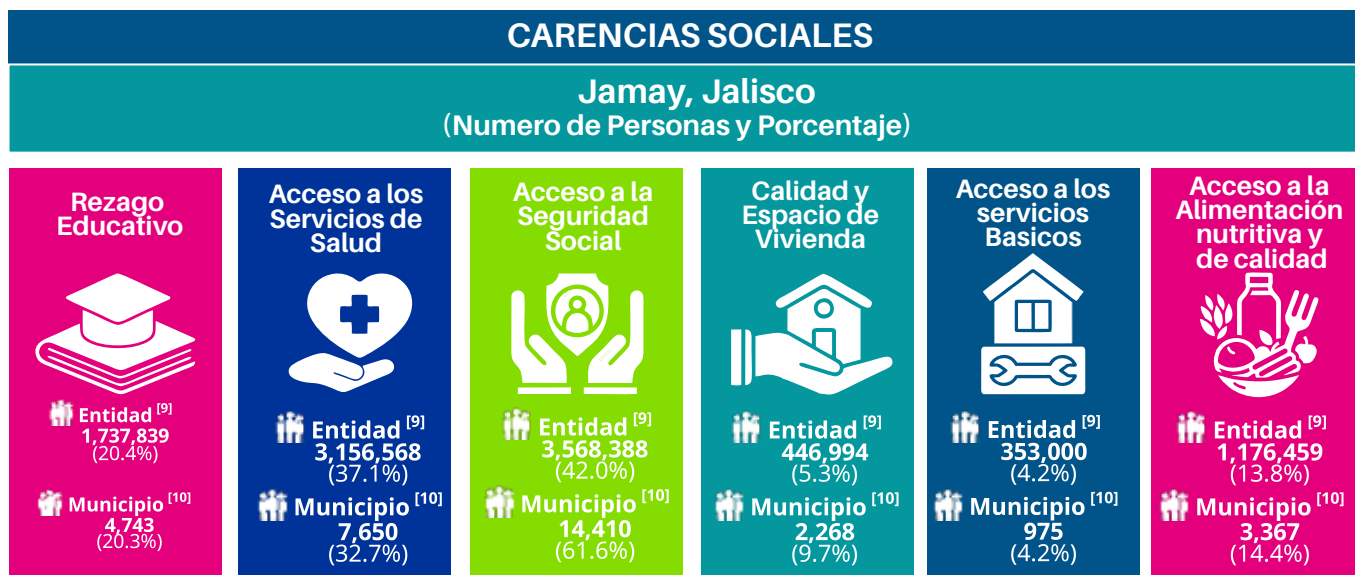 CARENCIAS SOCIALES
Jamay, Jalisco
(Numero de Personas y Porcentaje)
Rezago
Educativo
Entidad [9]
1,737,839
(20.4%)
Municipio [10]
4,743
(20.3%)
Acceso a los
Servicios de
Salud
Entidad [9]
3,156,568
(37.1%)
Municipio [10]
7,650
(32.7%)
Acceso a la
Seguridad
Social
Entidad [9]
3,568,388
(42.0%)
Municipio [10]
14,410
(61.6%)
Calidad y
Espacio de
Vivienda
Entidad [9]
446,994
(5.3%)
Municipio [10]
2,268
(9.7%)
Acceso a los
servicios
Basicos
Entidad [9]
353,000
(4.2%)
Municipio [10]
975
(4.2%)
Acceso a la
Alimentación
nutritiva y
de calidad
Entidad [9]
1,176,459
(13.8%)
Municipio [10]
3,367
(14.4%)